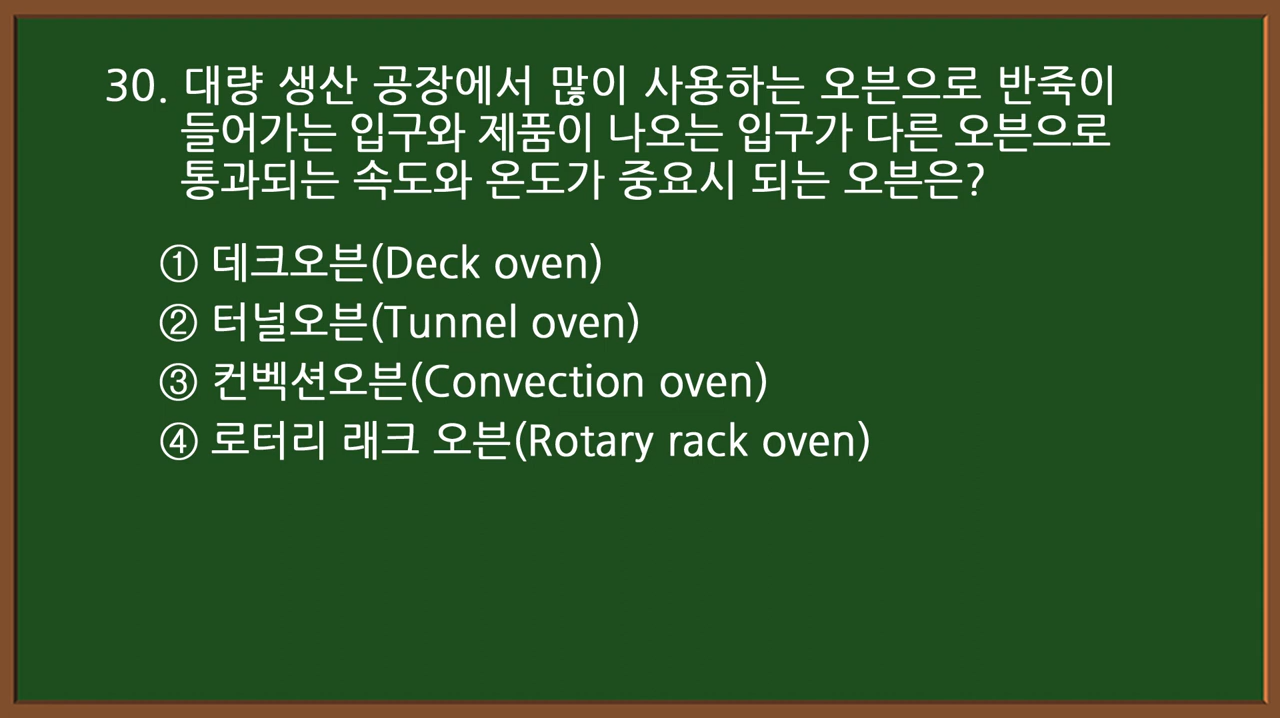 30. 대량 생산 공장에서 많이 사용하는 오븐으로 반죽이
들어가는 입구와 제품이 나오는 입구가 다른 오븐으로
통과되는 속도와 온도가 중요시 되는 오븐은?
① 데크오븐(Deck oven)
② 터널오븐(Tunnel oven)
③ 컨벡션오븐(Convection oven)
④ 로터리 래크 오븐(Rotary rack oven)